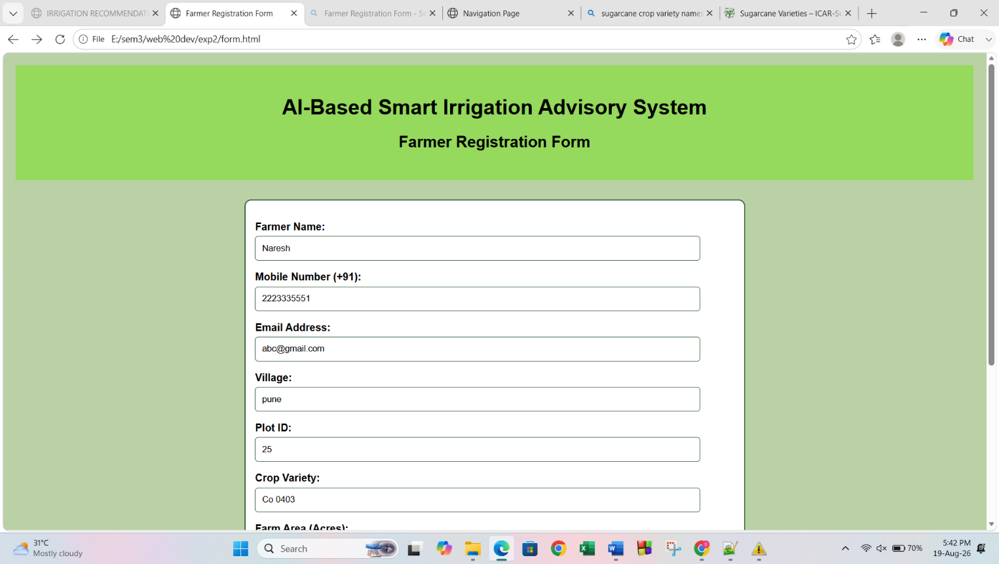 IRRIGATION RECOMMENDAT
Farmer Registration Form
Farmer Registration Form - Se
Navigation Page
sugarcane crop variety names
Sugarcane Varieties – ICAR-Su
File E:/sem3/web%20dev/exp2/form.html
Chat
AI-Based Smart Irrigation Advisory System
Farmer Registration Form
Farmer Name:
Naresh
Mobile Number (+91):
2223335551
Email Address:
abc@gmail.com
Village:
pune
Plot ID:
25
Crop Variety:
Co 0403
Farm Area (Acres):
31°C
Mostly cloudy
Search
70%
5:42 PM
19-Aug-26